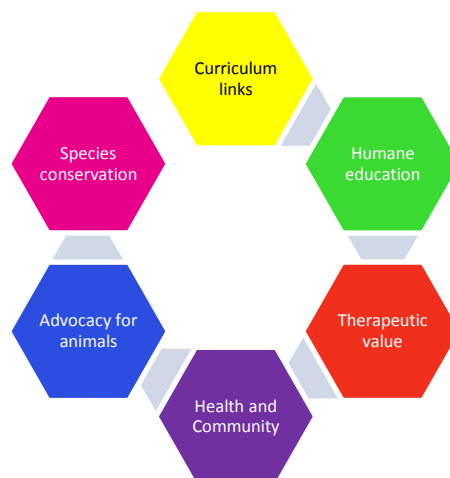 Curriculum
links
Humane
education
Therapeutic
value
Health and
Community
Advocacy for
animals
Species
conservation